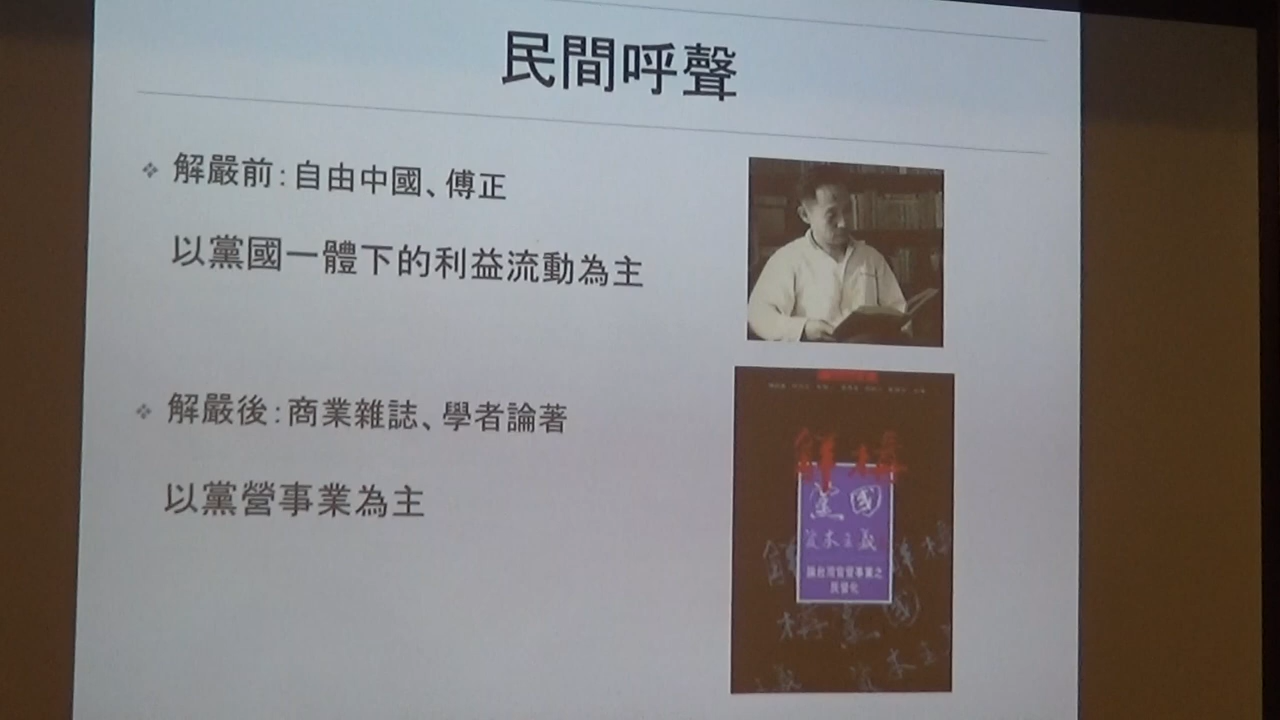 民間呼聲
解嚴前:自由中國、傅正
以黨國一體下的利益流動為主
解嚴後:商業雜誌、學者論著
以黨營事業為主
解構
黨國
資本主義
論台灣官營事業之
民營化